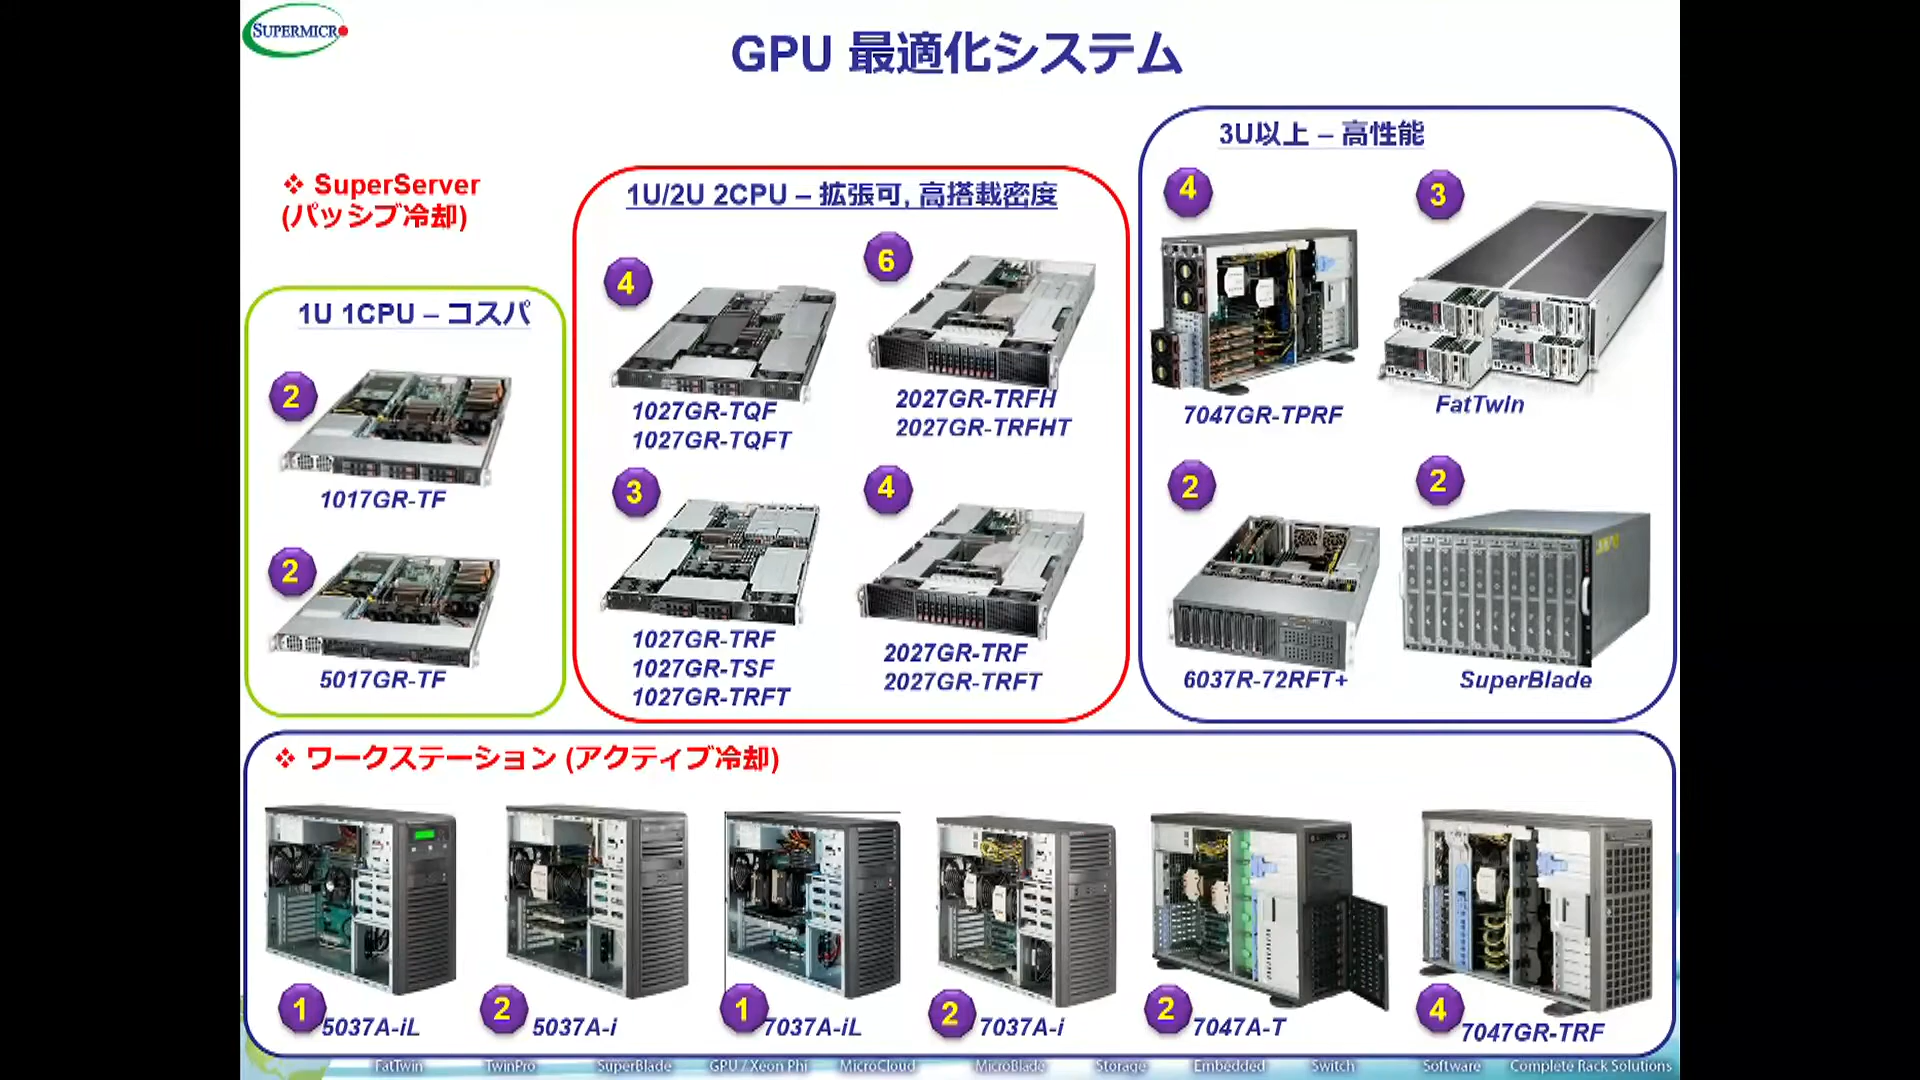 SUPERMICRO
GPU 最適化システム
❖ SuperServer
(パッシブ冷却)
1U 1CPU – コスパ
2
1017GR-TF
2
5017GR-TF
1U/2U 2CPU – 拡張可, 高搭載密度
4
1027GR-TQF
1027GR-TQFT
6
2027GR-TRFH
2027GR-TRFHT
3
1027GR-TRF
1027GR-TSF
1027GR-TRFT
4
2027GR-TRF
2027GR-TRFT
3U以上 – 高性能
4
7047GR-TPRF
3
FatTwin
2
6037R-72RFT+
2
SuperBlade
❖ ワークステーション (アクティブ冷却)
1
5037A-iL
2
5037A-i
1
7037A-iL
2
7037A-i
2
7047A-T
4
7047GR-TRF
FatTwin TwinPro SuperBlade GPU / Xeon Phi MicroCloud MicroBlade Storage Embedded Switch Software Complete Rack Solutions